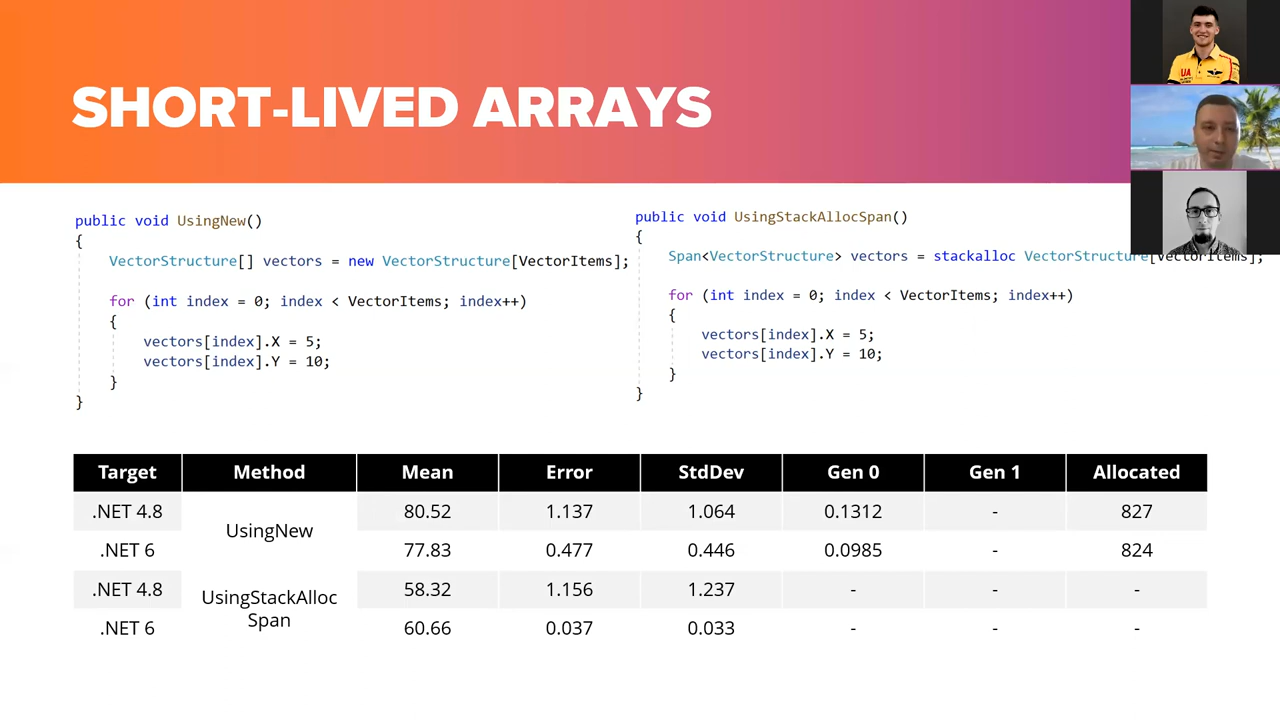 SHORT-LIVED ARRAYS
public void UsingNew()
{
VectorStructure[] vectors = new VectorStructure[VectorItems];
for (int index = 0; index < VectorItems; index++)
{
vectors[index].X = 5;
vectors[index].Y = 10;
}
}
public void UsingStackAllocSpan()
{
Span<VectorStructure> vectors = stackalloc VectorStructure[VectorItems];
for (int index = 0; index < VectorItems; index++)
{
vectors[index].X = 5;
vectors[index].Y = 10;
}
}
Target Method Mean Error StdDev Gen 0 Gen 1 Allocated
.NET 4.8 UsingNew 80.52 1.137 1.064 0.1312 - 827
.NET 6 77.83 0.477 0.446 0.0985 - 824
.NET 4.8 UsingStackAlloc 58.32 1.156 1.237 - - -
Span
.NET 6 60.66 0.037 0.033 - - -
UA